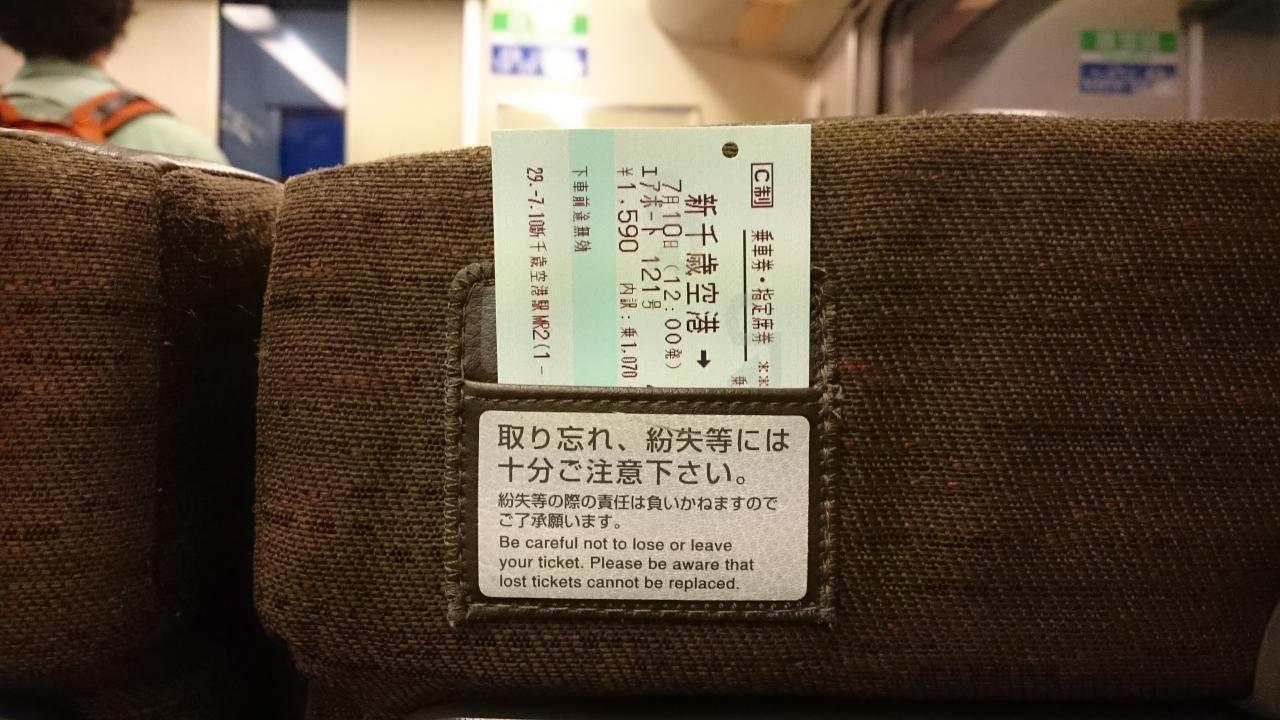 C制 乗車券・指定席券 ※※
乗
新千歳空港 ➡
7月10日 (12:00発)
エアポート 121号
¥1,590 内訳:乗1,070
下車前途無効
29.-7.10新千歳空港駅MR2(1-
取り忘れ、紛失等には
十分ご注意下さい。
紛失等の際の責任は負いかねますので
ご了承願います。
Be careful not to lose or leave
your ticket. Please be aware that
lost tickets cannot be replaced.